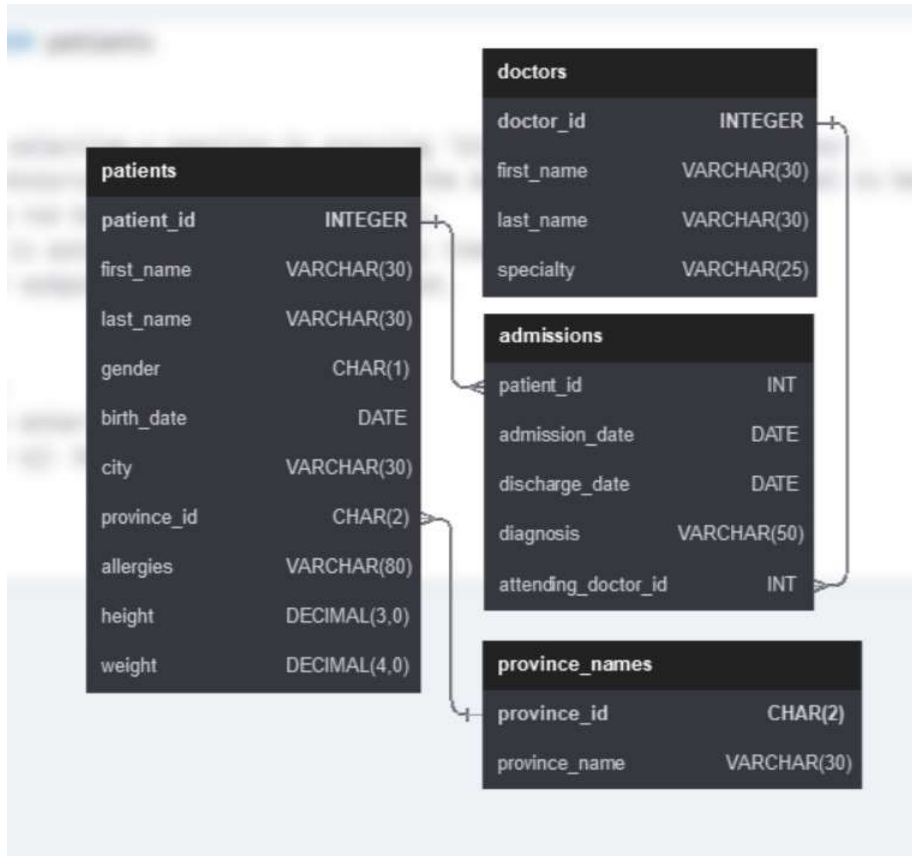 patients
patients
patient_id INTEGER
first_name VARCHAR(30)
last_name VARCHAR(30)
gender CHAR(1)
birth_date DATE
city VARCHAR(30)
province_id CHAR(2)
allergies VARCHAR(80)
height DECIMAL(3,0)
weight DECIMAL(4,0)
doctors
doctor_id INTEGER
first_name VARCHAR(30)
last_name VARCHAR(30)
specialty VARCHAR(25)
admissions
patient_id INT
admission_date DATE
discharge_date DATE
diagnosis VARCHAR(50)
attending_doctor_id INT
province_names
province_id CHAR(2)
province_name VARCHAR(30)